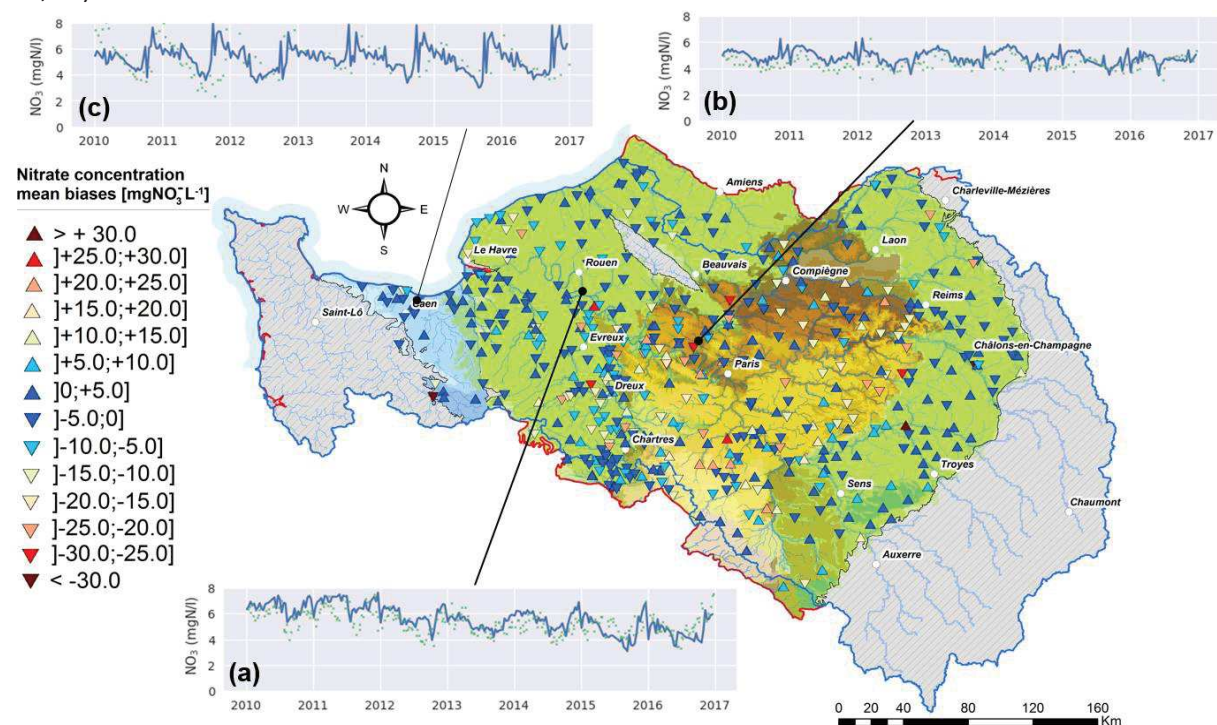 8
6
4
2
0
NO₃ (mgN/l)
(c)
2010 2011 2012 2013 2014 2015 2016 2017
8
6
4
2
0
NO₃ (mgN/l)
(b)
2010 2011 2012 2013 2014 2015 2016 2017
Nitrate concentration
mean biases [mgNO₃⁻L⁻¹]
> + 30.0
]+25.0;+30.0]
]+20.0;+25.0]
]+15.0;+20.0]
]+10.0;+15.0]
]+5.0;+10.0]
]0;+5.0]
]-5.0;0]
]-10.0;-5.0]
]-15.0;-10.0]
]-20.0;-15.0]
]-25.0;-20.0]
]-30.0;-25.0]
< -30.0
N
W E
S
Amiens
Charleville-Mézières
Laon
Le Havre
Rouen
Beauvais
Compiègne
Reims
Caen
Saint-Lô
Evreux
Châlons-en-Champagne
Paris
Dreux
Chartres
Troyes
Sens
Chaumont
Auxerre
8
6
4
2
0
NO₃ (mgN/l)
(a)
2010 2011 2012 2013 2014 2015 2016 2017
0 20 40 80 120 160
Km